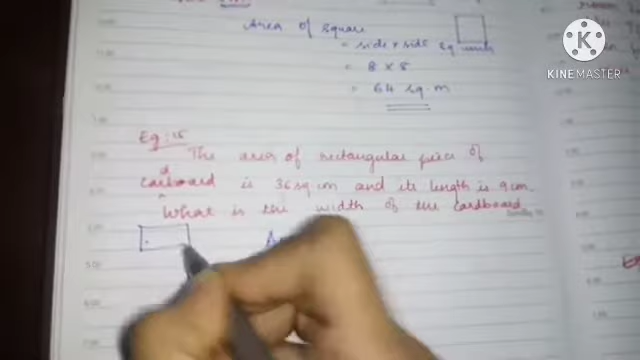 Area of square
= side × side sq units
= 8 × 8
= 64 sq.m
Eg: 15
The area of rectangular piece of
cardboard is 36 sq cm and its length is 9 cm.
What is the width of the cardboard
KINEMASTER